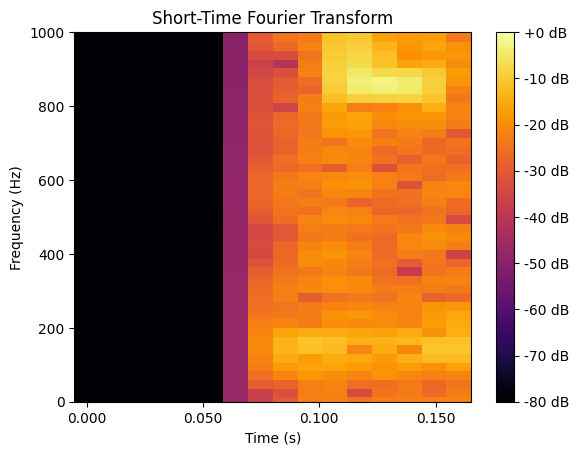 Short-Time Fourier Transform
1000
800
600
400
200
0
Frequency (Hz)
0.000
0.050
0.100
0.150
Time (s)
+0 dB
-10 dB
-20 dB
-30 dB
-40 dB
-50 dB
-60 dB
-70 dB
-80 dB